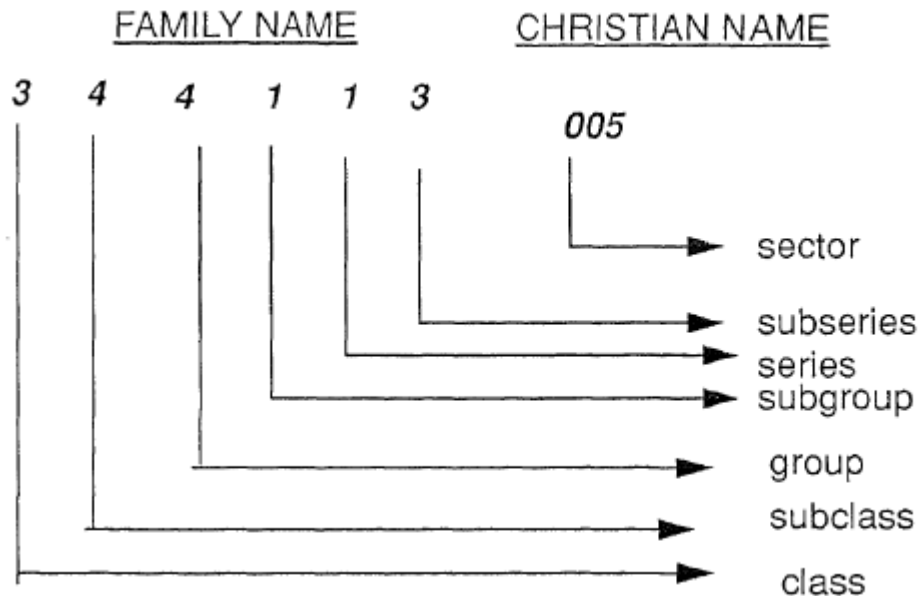 FAMILY NAME CHRISTIAN NAME
3 4 4 1 1 3
005
sector
subseries
series
subgroup
group
subclass
class